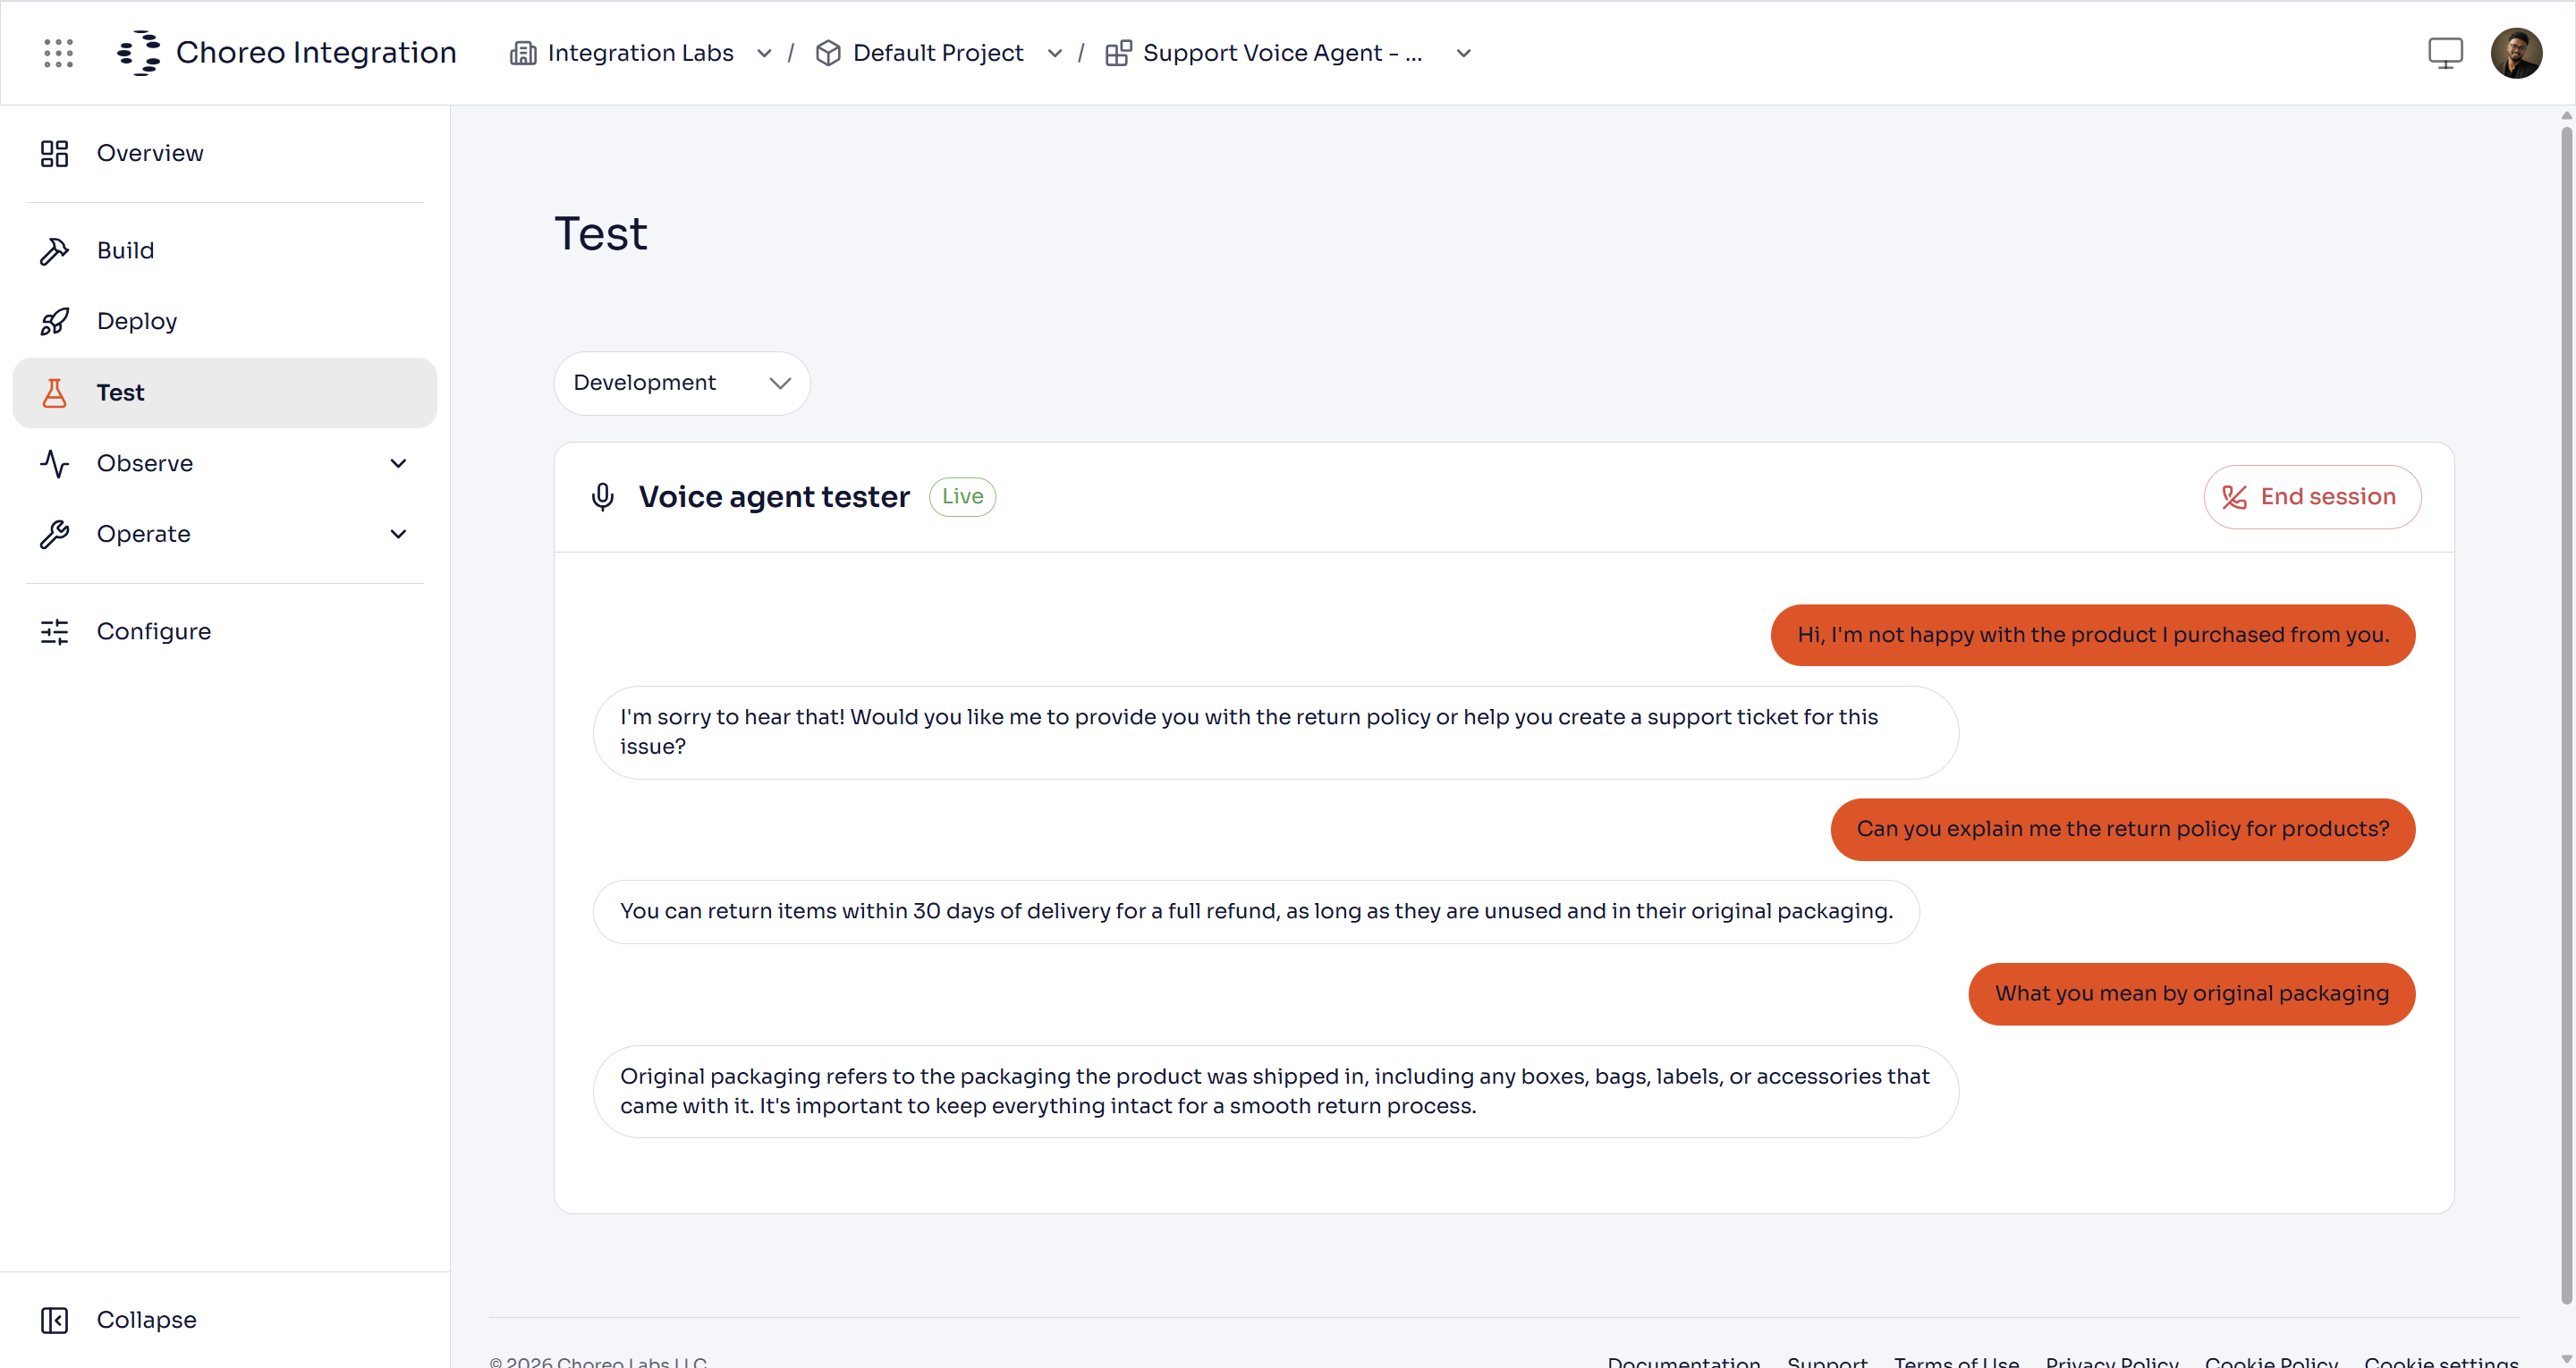 Choreo Integration
Integration Labs / Default Project / Support Voice Agent - ...
Overview
Build
Deploy
Test
Observe
Operate
Configure
Collapse
Test
Development
Voice agent tester
Live
End session
Hi, I'm not happy with the product I purchased from you.
I'm sorry to hear that! Would you like me to provide you with the return policy or help you create a support ticket for this
issue?
Can you explain me the return policy for products?
You can return items within 30 days of delivery for a full refund, as long as they are unused and in their original packaging.
What you mean by original packaging
Original packaging refers to the packaging the product was shipped in, including any boxes, bags, labels, or accessories that
came with it. It's important to keep everything intact for a smooth return process.
© 2026 Choreo Labs LLC
Documentation Support Terms of Use Privacy Policy Cookie Policy Cookie settings